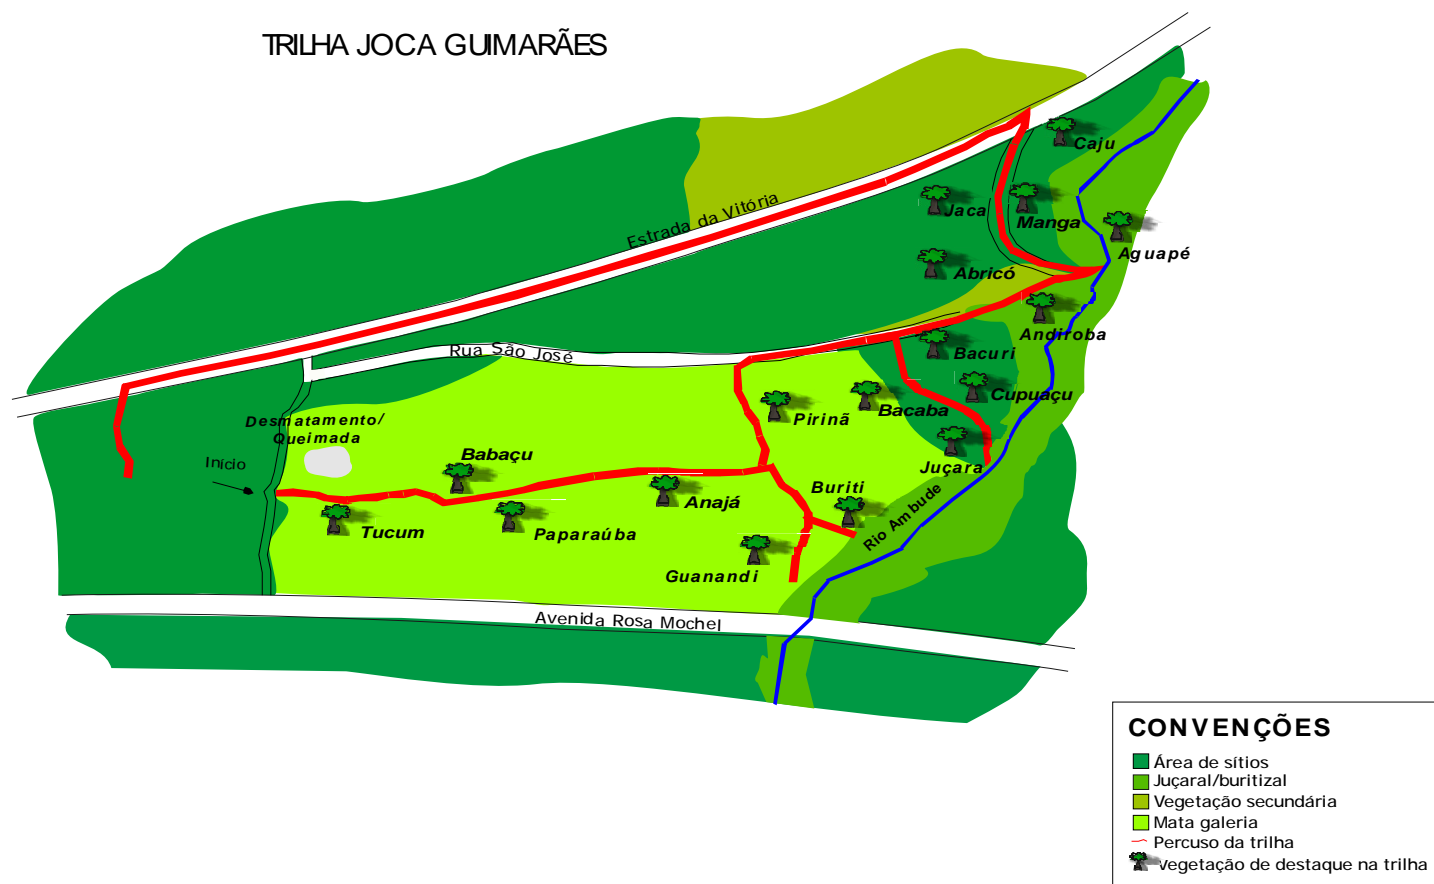 TRILHA JOCA GUIMARÃES
Caju
Estrada da Vitória
Jaca
Manga
Aguapé
Abricó
Andiroba
Rua São José
Bacuri
Cupuaçu
Desmatamento/
Queimada
Pirinã
Bacaba
Início
Babaçu
Juçara
Buriti
Anajá
Rio Ambude
Tucum
Paparaúba
Guanandi
Avenida Rosa Mochel
CONVENÇÕES
Área de sítios
Juçaral/buritizal
Vegetação secundária
Mata galeria
Percuso da trilha
Vegetação de destaque na trilha